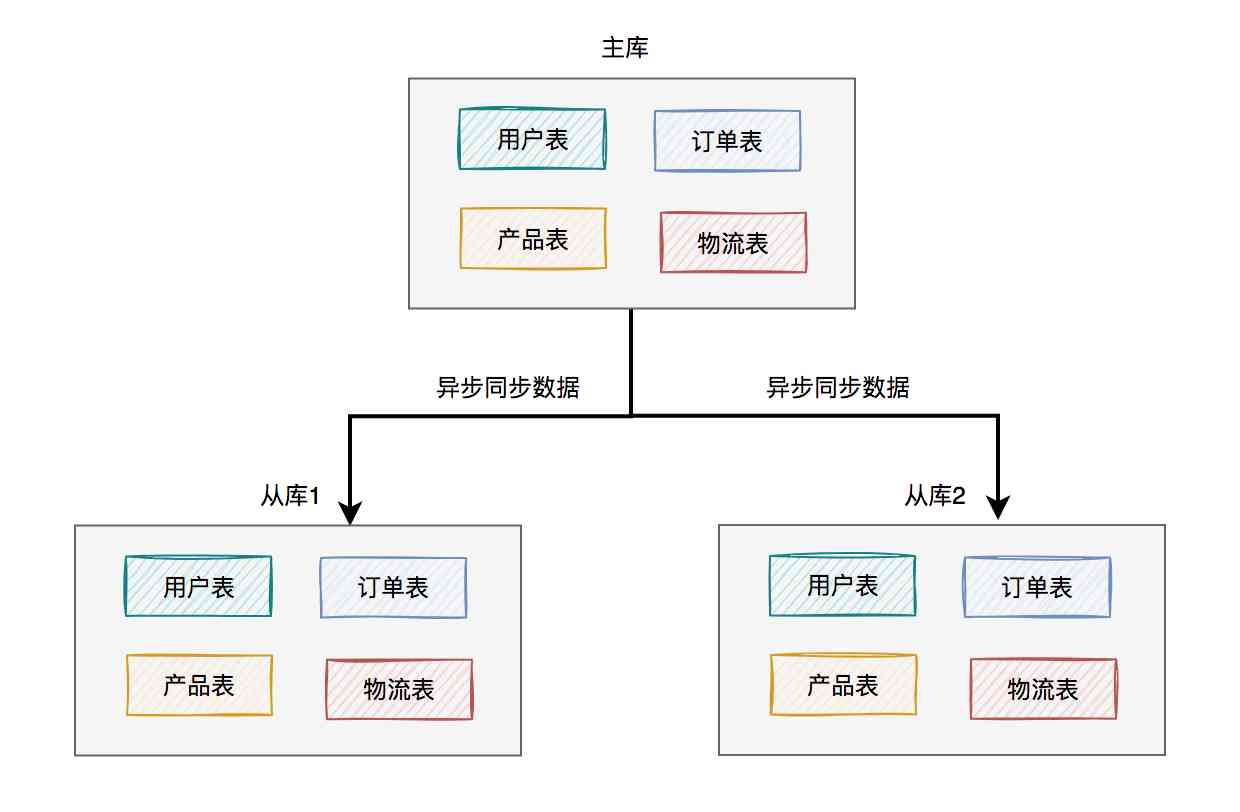 主库
用户表
订单表
产品表
物流表
异步同步数据
异步同步数据
从库1
从库2
用户表
订单表
产品表
物流表
用户表
订单表
产品表
物流表